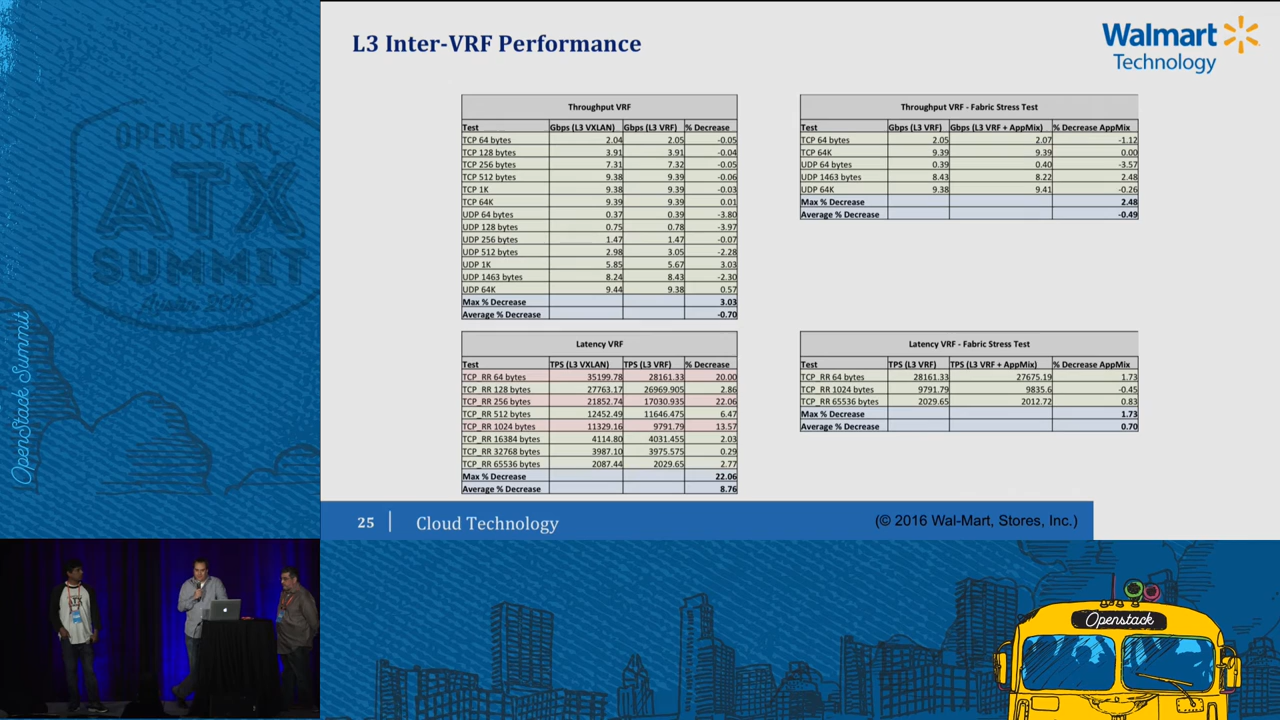 L3 Inter-VRF Performance
Walmart
Technology
Throughput VRF
Test Gbps (L3 VXLAN) Gbps (L3 VRF) % Decrease
TCP 64 bytes 2.04 2.05 -0.05
TCP 128 bytes 3.91 3.91 -0.04
TCP 256 bytes 7.31 7.32 -0.05
TCP 512 bytes 9.38 9.39 -0.06
TCP 1K 9.38 9.39 -0.03
TCP 64K 9.39 9.39 0.01
UDP 64 bytes 0.37 0.39 -3.80
UDP 128 bytes 0.75 0.78 -3.97
UDP 256 bytes 1.47 1.47 -0.07
UDP 512 bytes 2.98 3.05 -2.28
UDP 1K 5.85 5.67 3.03
UDP 1463 bytes 8.24 8.43 -2.30
UDP 64K 9.44 9.38 0.57
Max % Decrease 3.03
Average % Decrease -0.70
Throughput VRF - Fabric Stress Test
Test Gbps (L3 VRF) Gbps (L3 VRF + AppMix) % Decrease AppMix
TCP 64 bytes 2.05 2.07 -1.12
TCP 64K 9.39 9.39 0.00
UDP 64 bytes 0.39 0.40 -3.57
UDP 1463 bytes 8.43 8.22 2.48
UDP 64K 9.38 9.41 -0.26
Max % Decrease 2.48
Average % Decrease -0.49
Latency VRF
Test TPS (L3 VXLAN) TPS (L3 VRF) % Decrease
TCP_RR 64 bytes 35199.78 28161.33 20.00
TCP_RR 128 bytes 27763.17 26969.905 2.86
TCP_RR 256 bytes 21852.74 17030.935 22.06
TCP_RR 512 bytes 12452.49 11646.475 6.47
TCP_RR 1024 bytes 11329.16 9791.79 13.57
TCP_RR 16384 bytes 4114.80 4031.455 2.03
TCP_RR 32768 bytes 3987.10 3975.575 0.29
TCP_RR 65536 bytes 2087.44 2029.65 2.77
Max % Decrease 22.06
Average % Decrease 8.76
Latency VRF - Fabric Stress Test
Test TPS (L3 VRF) TPS (L3 VRF + AppMix) % Decrease AppMix
TCP_RR 64 bytes 28161.33 27675.19 1.73
TCP_RR 1024 bytes 9791.79 9835.6 -0.45
TCP_RR 65536 bytes 2029.65 2012.72 0.83
Max % Decrease 1.73
Average % Decrease 0.70
25
Cloud Technology
(© 2016 Wal-Mart, Stores, Inc.)
OPENSTACK
TX
SUMMIT
OpenStack Summit
Openstack